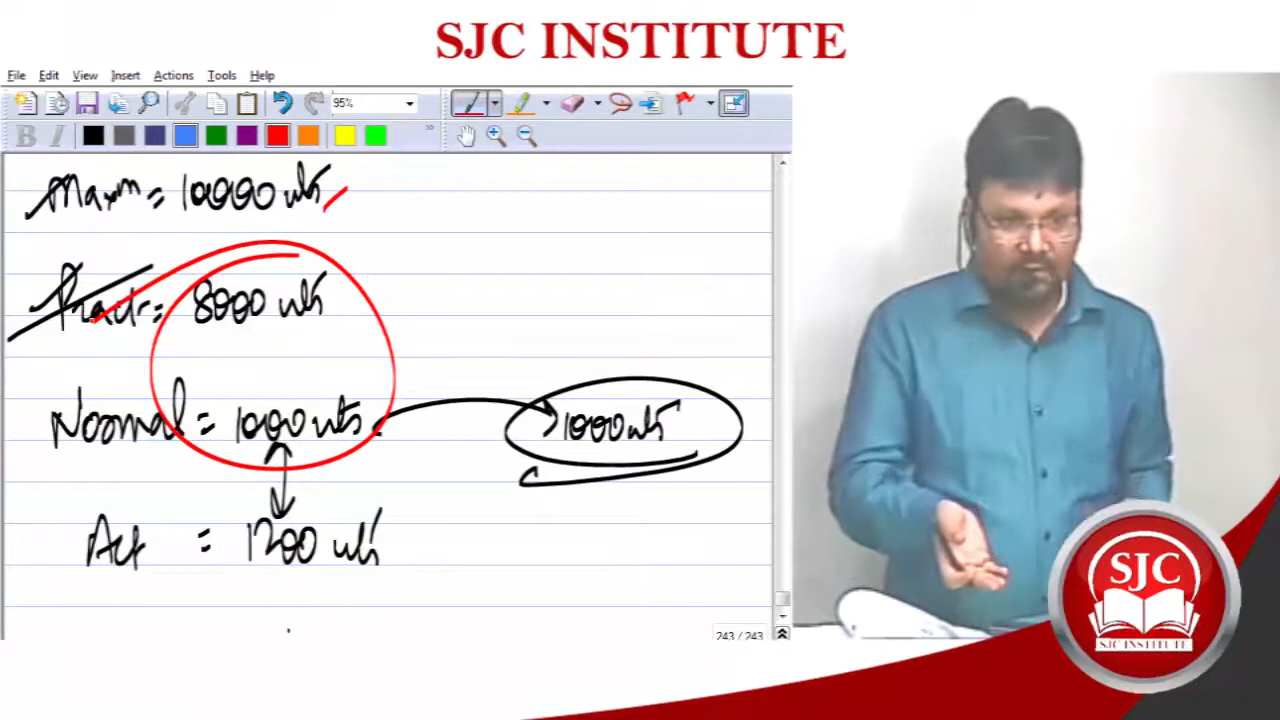 SJC INSTITUTE
File Edit View Insert Actions Tools Help
95%
B I
Maxm = 10000 uts
Pract = 8000 uts
Normal = 1000 uts
1000 uts
Act = 1200 uts
243 / 243
SJC
SJC INSTITUTE